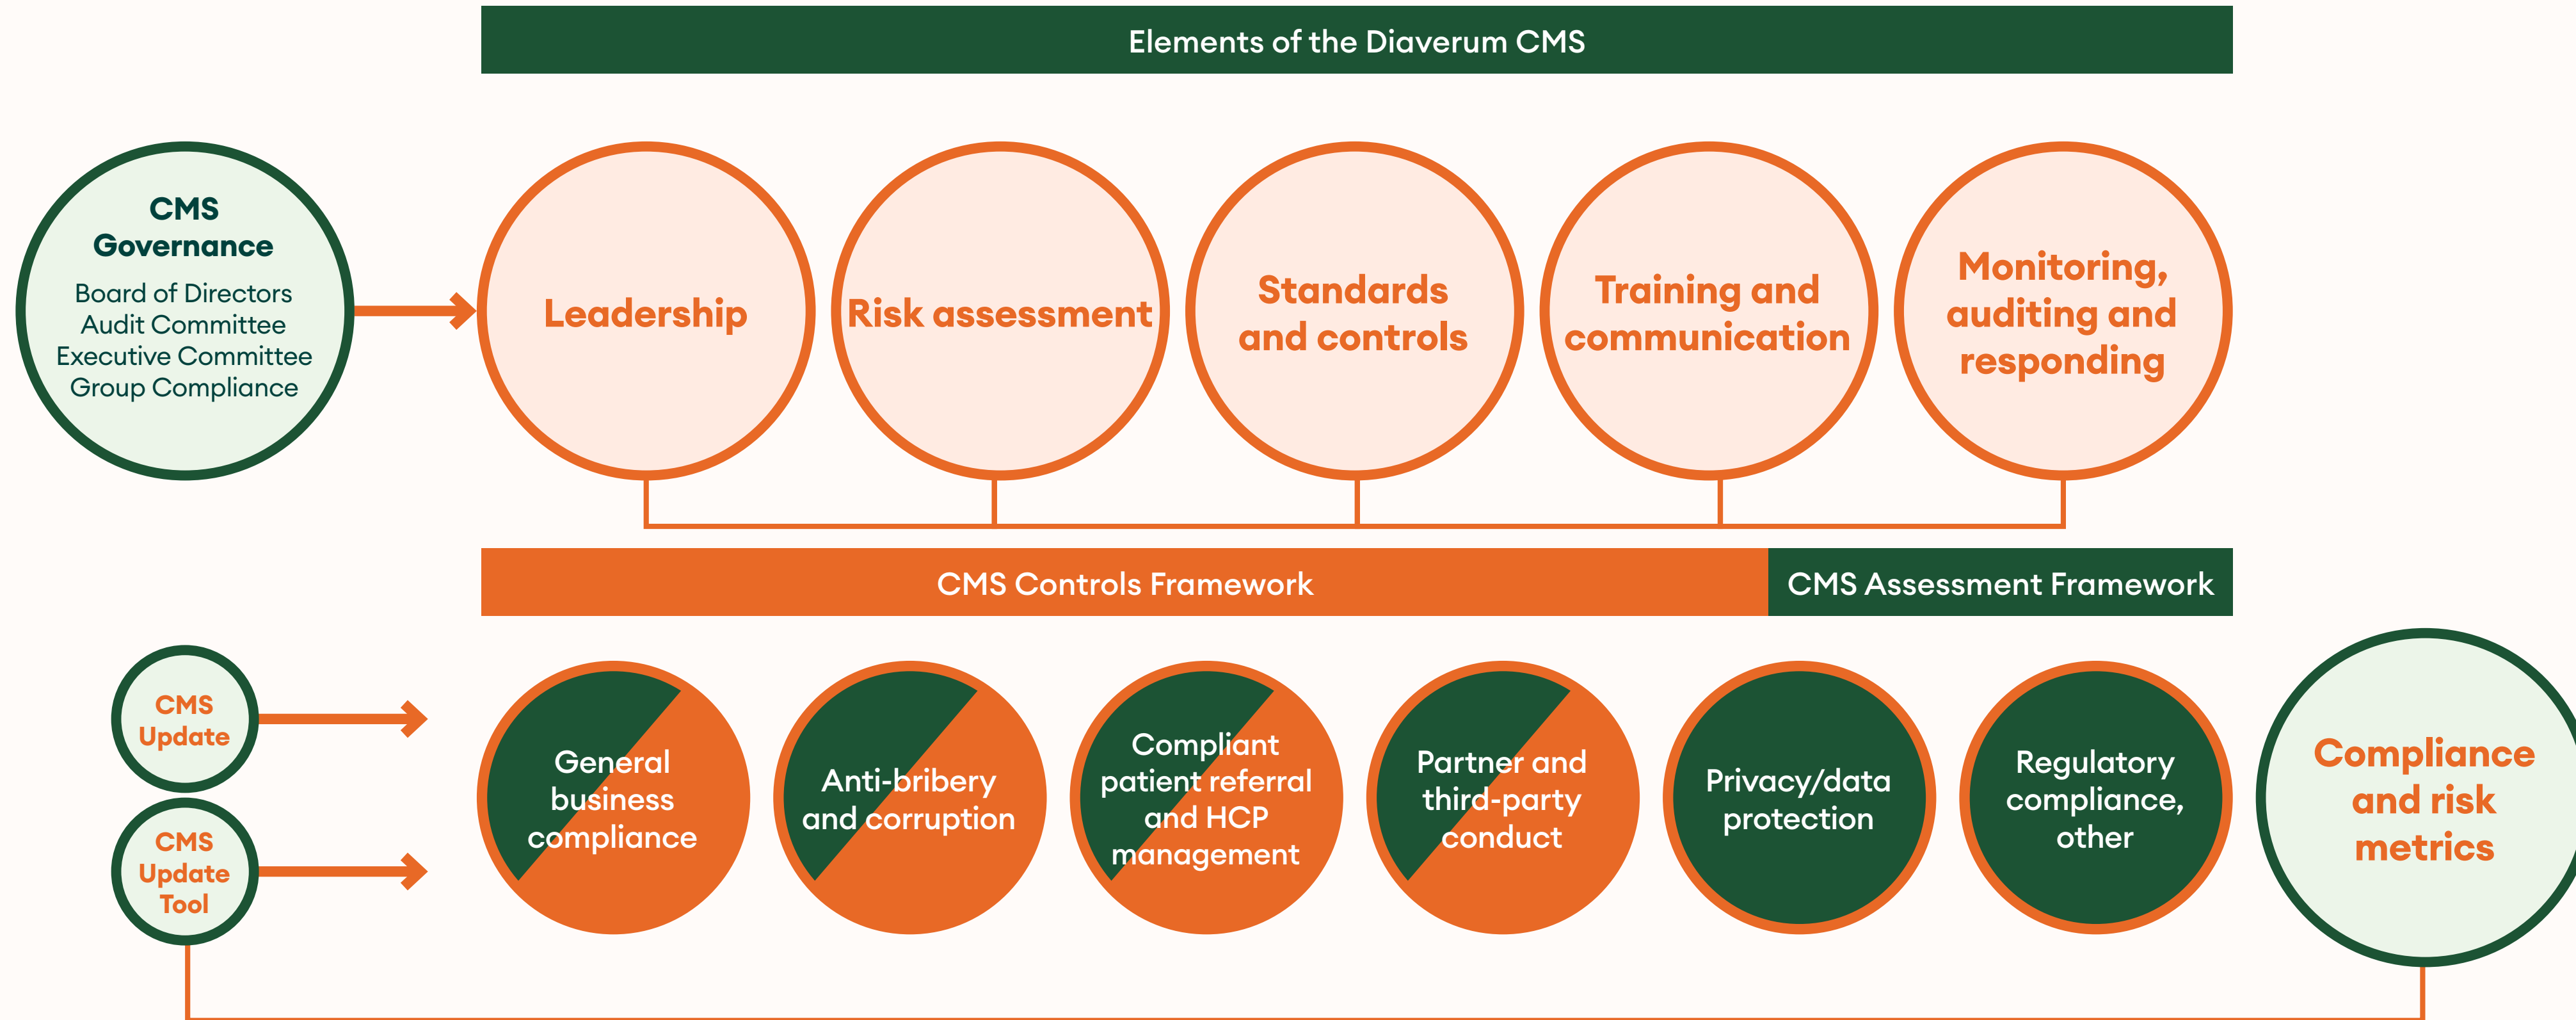 Elements of the Diaverum CMS
CMS
Governance
Board of Directors
Audit Committee
Executive Committee
Group Compliance
Leadership
Risk assessment
Standards
and controls
Training and
communication
Monitoring,
auditing and
responding
CMS Controls Framework
CMS Assessment Framework
CMS
Update
CMS
Update
Tool
General
business
compliance
Anti-bribery
and corruption
Compliant
patient referral
and HCP
management
Partner and
third-party
conduct
Privacy/data
protection
Regulatory
compliance,
other
Compliance
and risk
metrics